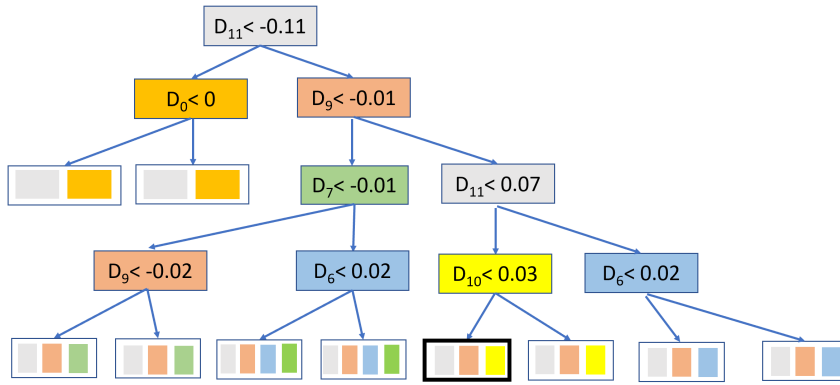 D₁₁< -0.11
D₀< 0
D₉< -0.01
D₇< -0.01
D₁₁< 0.07
D₉< -0.02
D₆< 0.02
D₁₀< 0.03
D₆< 0.02